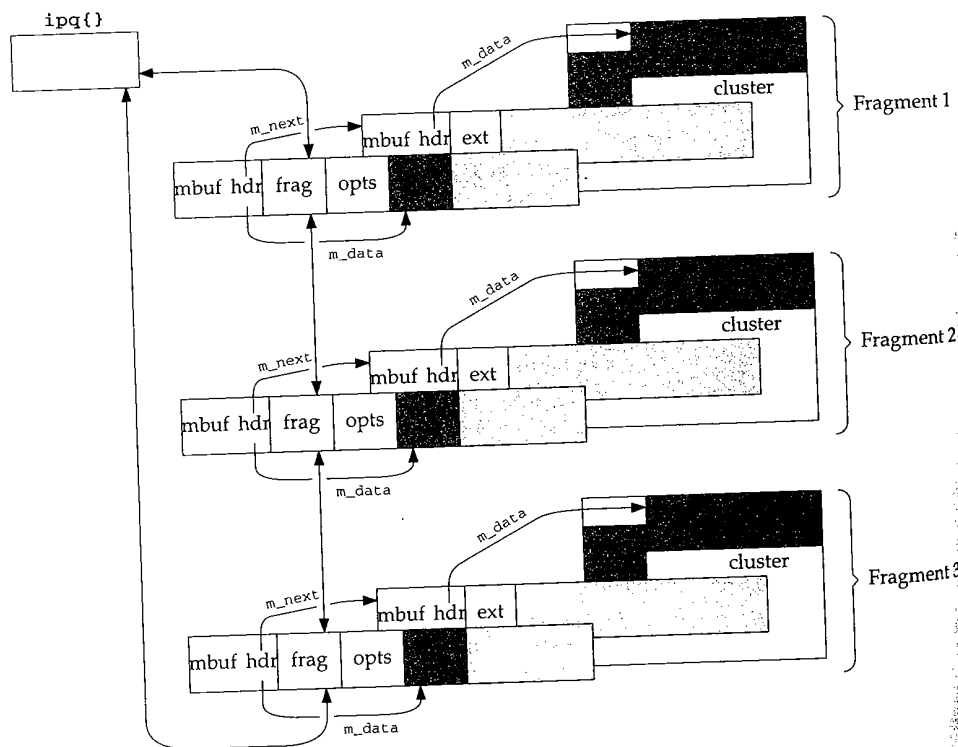 ipq{}
m_data
cluster
Fragment 1
m_next
mbuf hdr ext
mbuf hdr frag opts
m_data
m_data
cluster
Fragment 2
m_next
mbuf hdr ext
mbuf hdr frag opts
m_data
m_data
cluster
Fragment 3
m_next
mbuf hdr ext
mbuf hdr frag opts
m_data